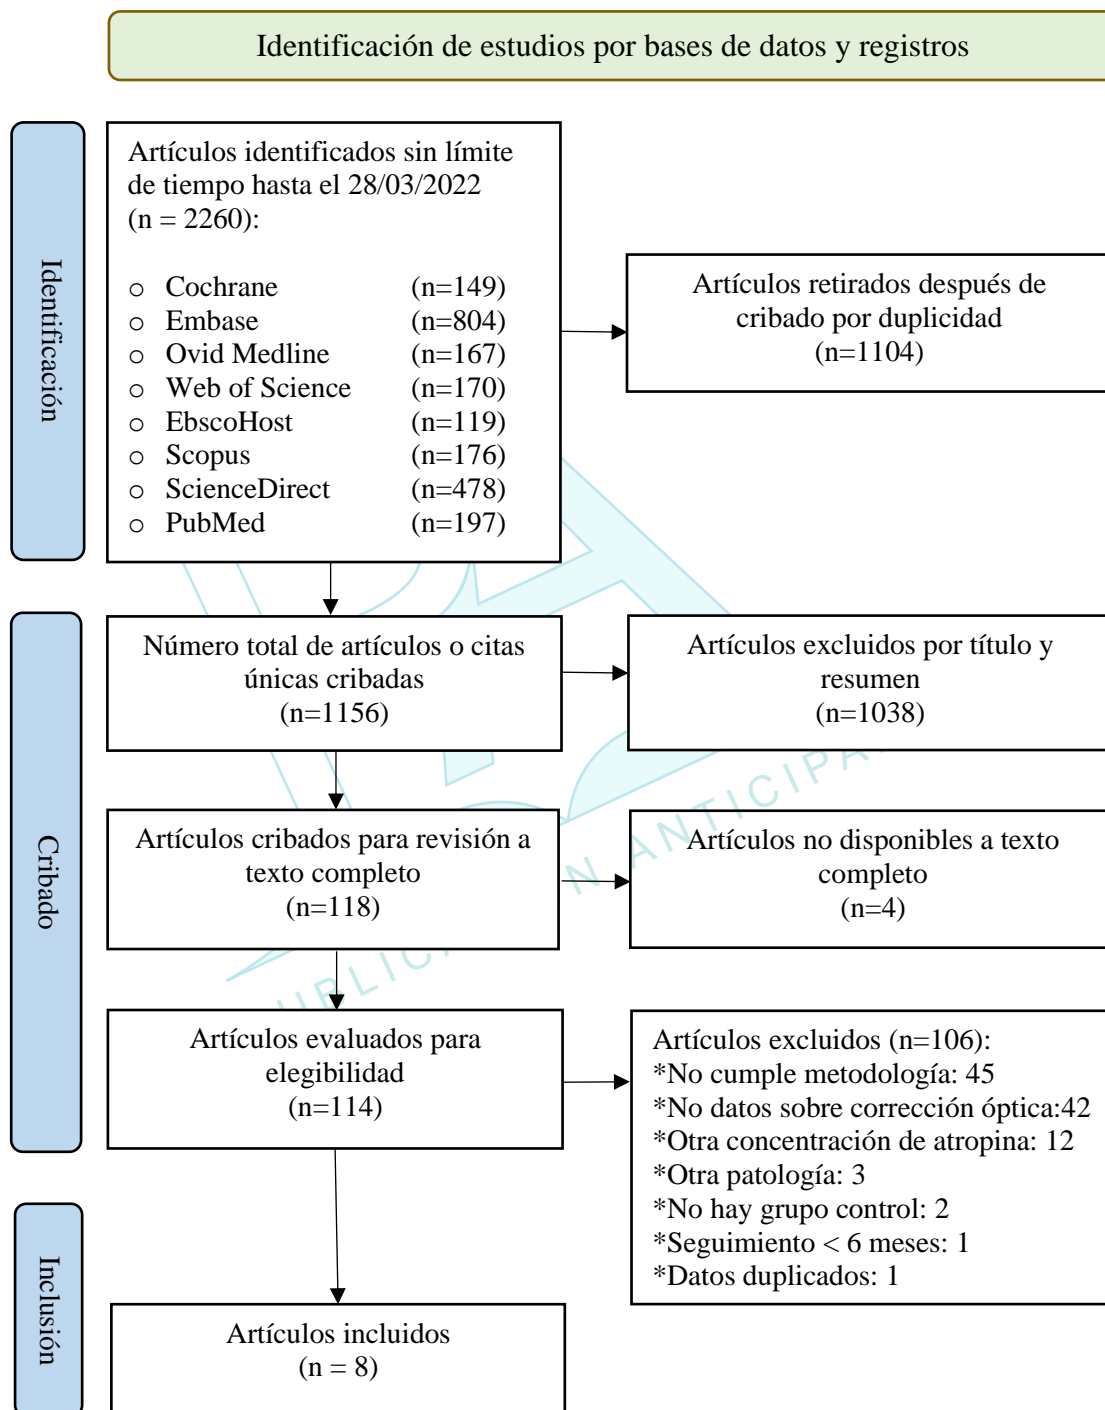 Identificación de estudios por bases de datos y registros
Identificación
Artículos identificados sin límite
de tiempo hasta el 28/03/2022
(n = 2260):
o Cochrane (n=149)
o Embase (n=804)
o Ovid Medline (n=167)
o Web of Science (n=170)
o EbscoHost (n=119)
o Scopus (n=176)
o ScienceDirect (n=478)
o PubMed (n=197)
Artículos retirados después de
cribado por duplicidad
(n=1104)
Cribado
Número total de artículos o citas
únicas cribadas
(n=1156)
Artículos excluidos por título y
resumen
(n=1038)
Artículos cribados para revisión a
texto completo
(n=118)
Artículos no disponibles a texto
completo
(n=4)
Artículos evaluados para
elegibilidad
(n=114)
Artículos excluidos (n=106):
*No cumple metodología: 45
*No datos sobre corrección óptica:42
*Otra concentración de atropina: 12
*Otra patología: 3
*No hay grupo control: 2
*Seguimiento < 6 meses: 1
*Datos duplicados: 1
Inclusión
Artículos incluidos
(n = 8)